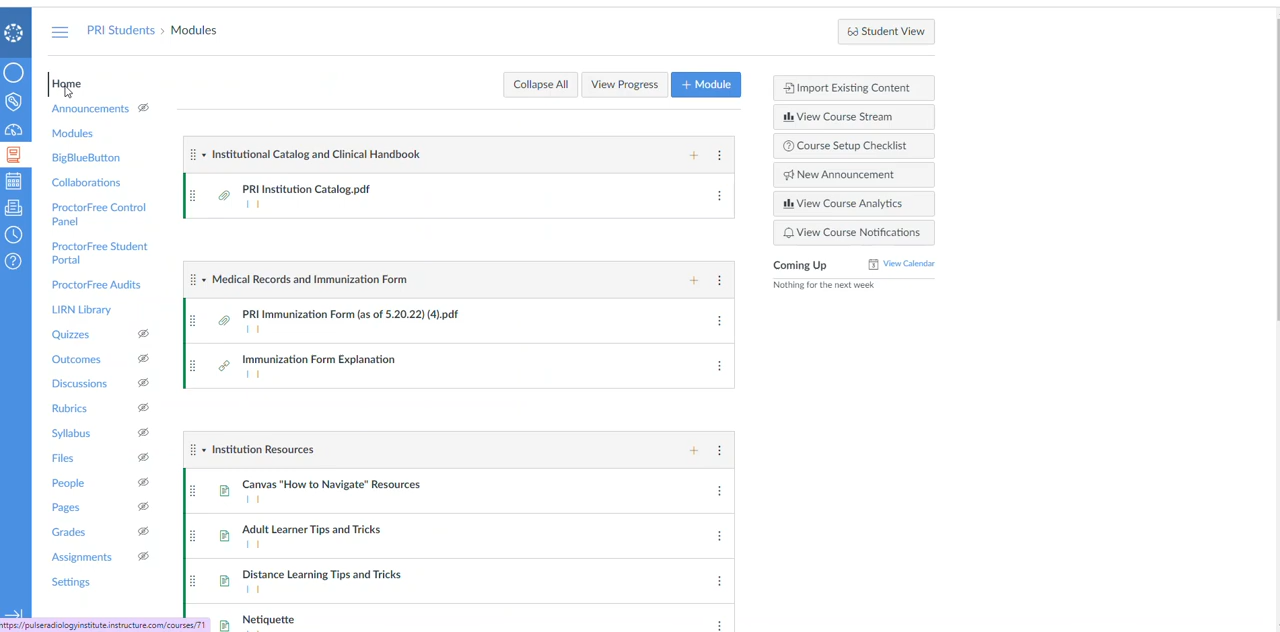 PRI Students › Modules
Student View
Home
Announcements
Modules
BigBlueButton
Collaborations
ProctorFree Control
Panel
ProctorFree Student
Portal
ProctorFree Audits
LIRN Library
Quizzes
Outcomes
Discussions
Rubrics
Syllabus
Files
People
Pages
Grades
Assignments
Settings
https://pulseradiologyinstitute.instructure.com/courses/71
Collapse All
View Progress
+ Module
Institutional Catalog and Clinical Handbook
PRI Institution Catalog.pdf
Medical Records and Immunization Form
PRI Immunization Form (as of 5.20.22) (4).pdf
Immunization Form Explanation
Institution Resources
Canvas "How to Navigate" Resources
Adult Learner Tips and Tricks
Distance Learning Tips and Tricks
Netiquette
Import Existing Content
View Course Stream
Course Setup Checklist
New Announcement
View Course Analytics
View Course Notifications
Coming Up
View Calendar
Nothing for the next week